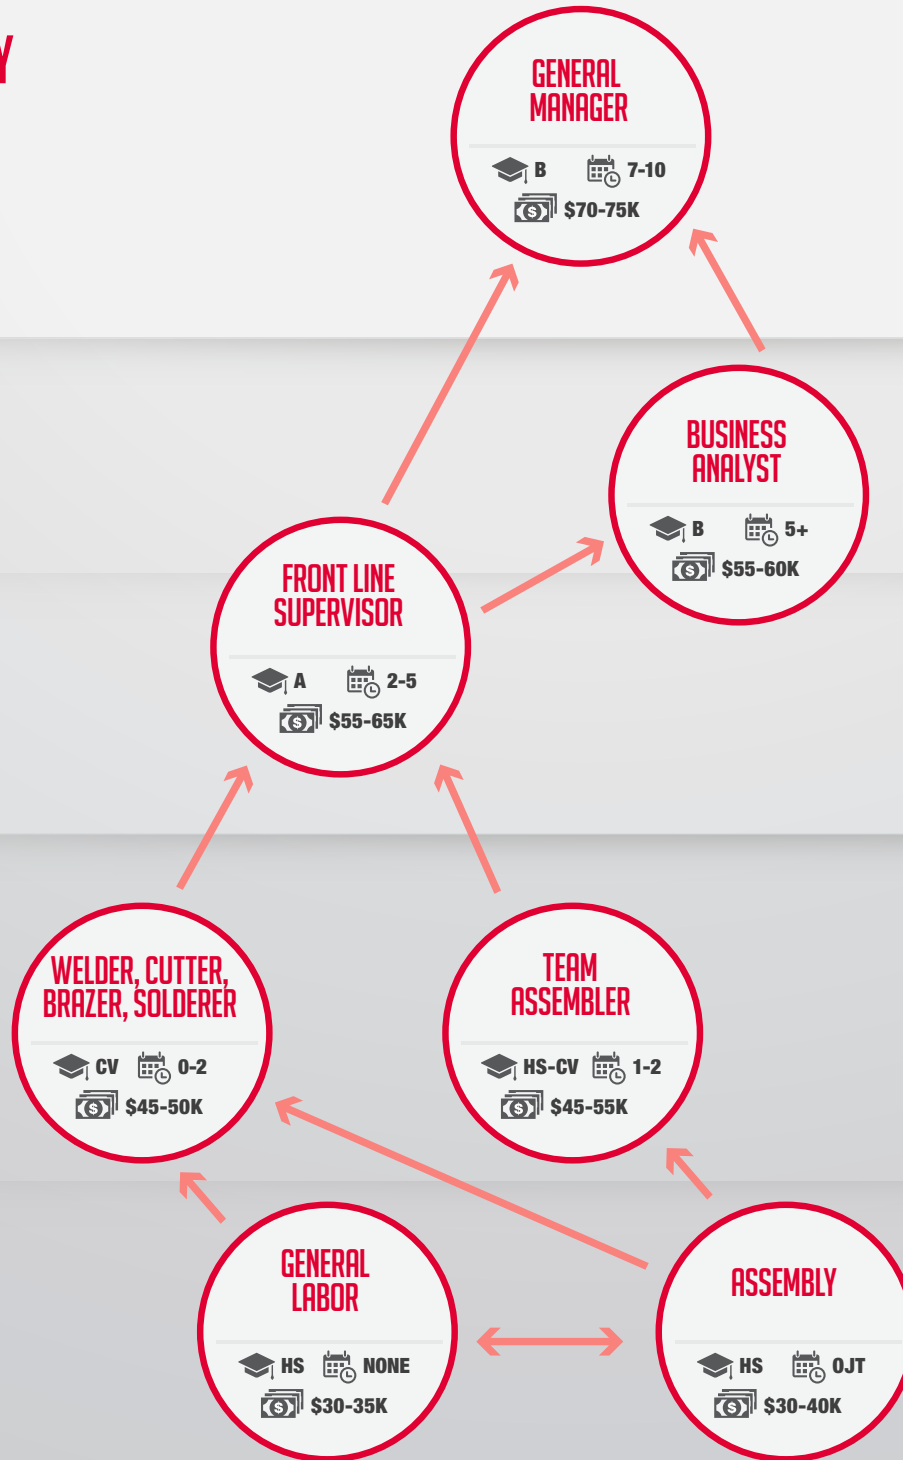 Y
GENERAL
MANAGER
B 7-10
$70-75K
BUSINESS
ANALYST
B 5+
$55-60K
FRONT LINE
SUPERVISOR
A 2-5
$55-65K
WELDER, CUTTER,
BRAZER, SOLDERER
CV 0-2
$45-50K
TEAM
ASSEMBLER
HS-CV 1-2
$45-55K
GENERAL
LABOR
HS NONE
$30-35K
ASSEMBLY
HS OJT
$30-40K